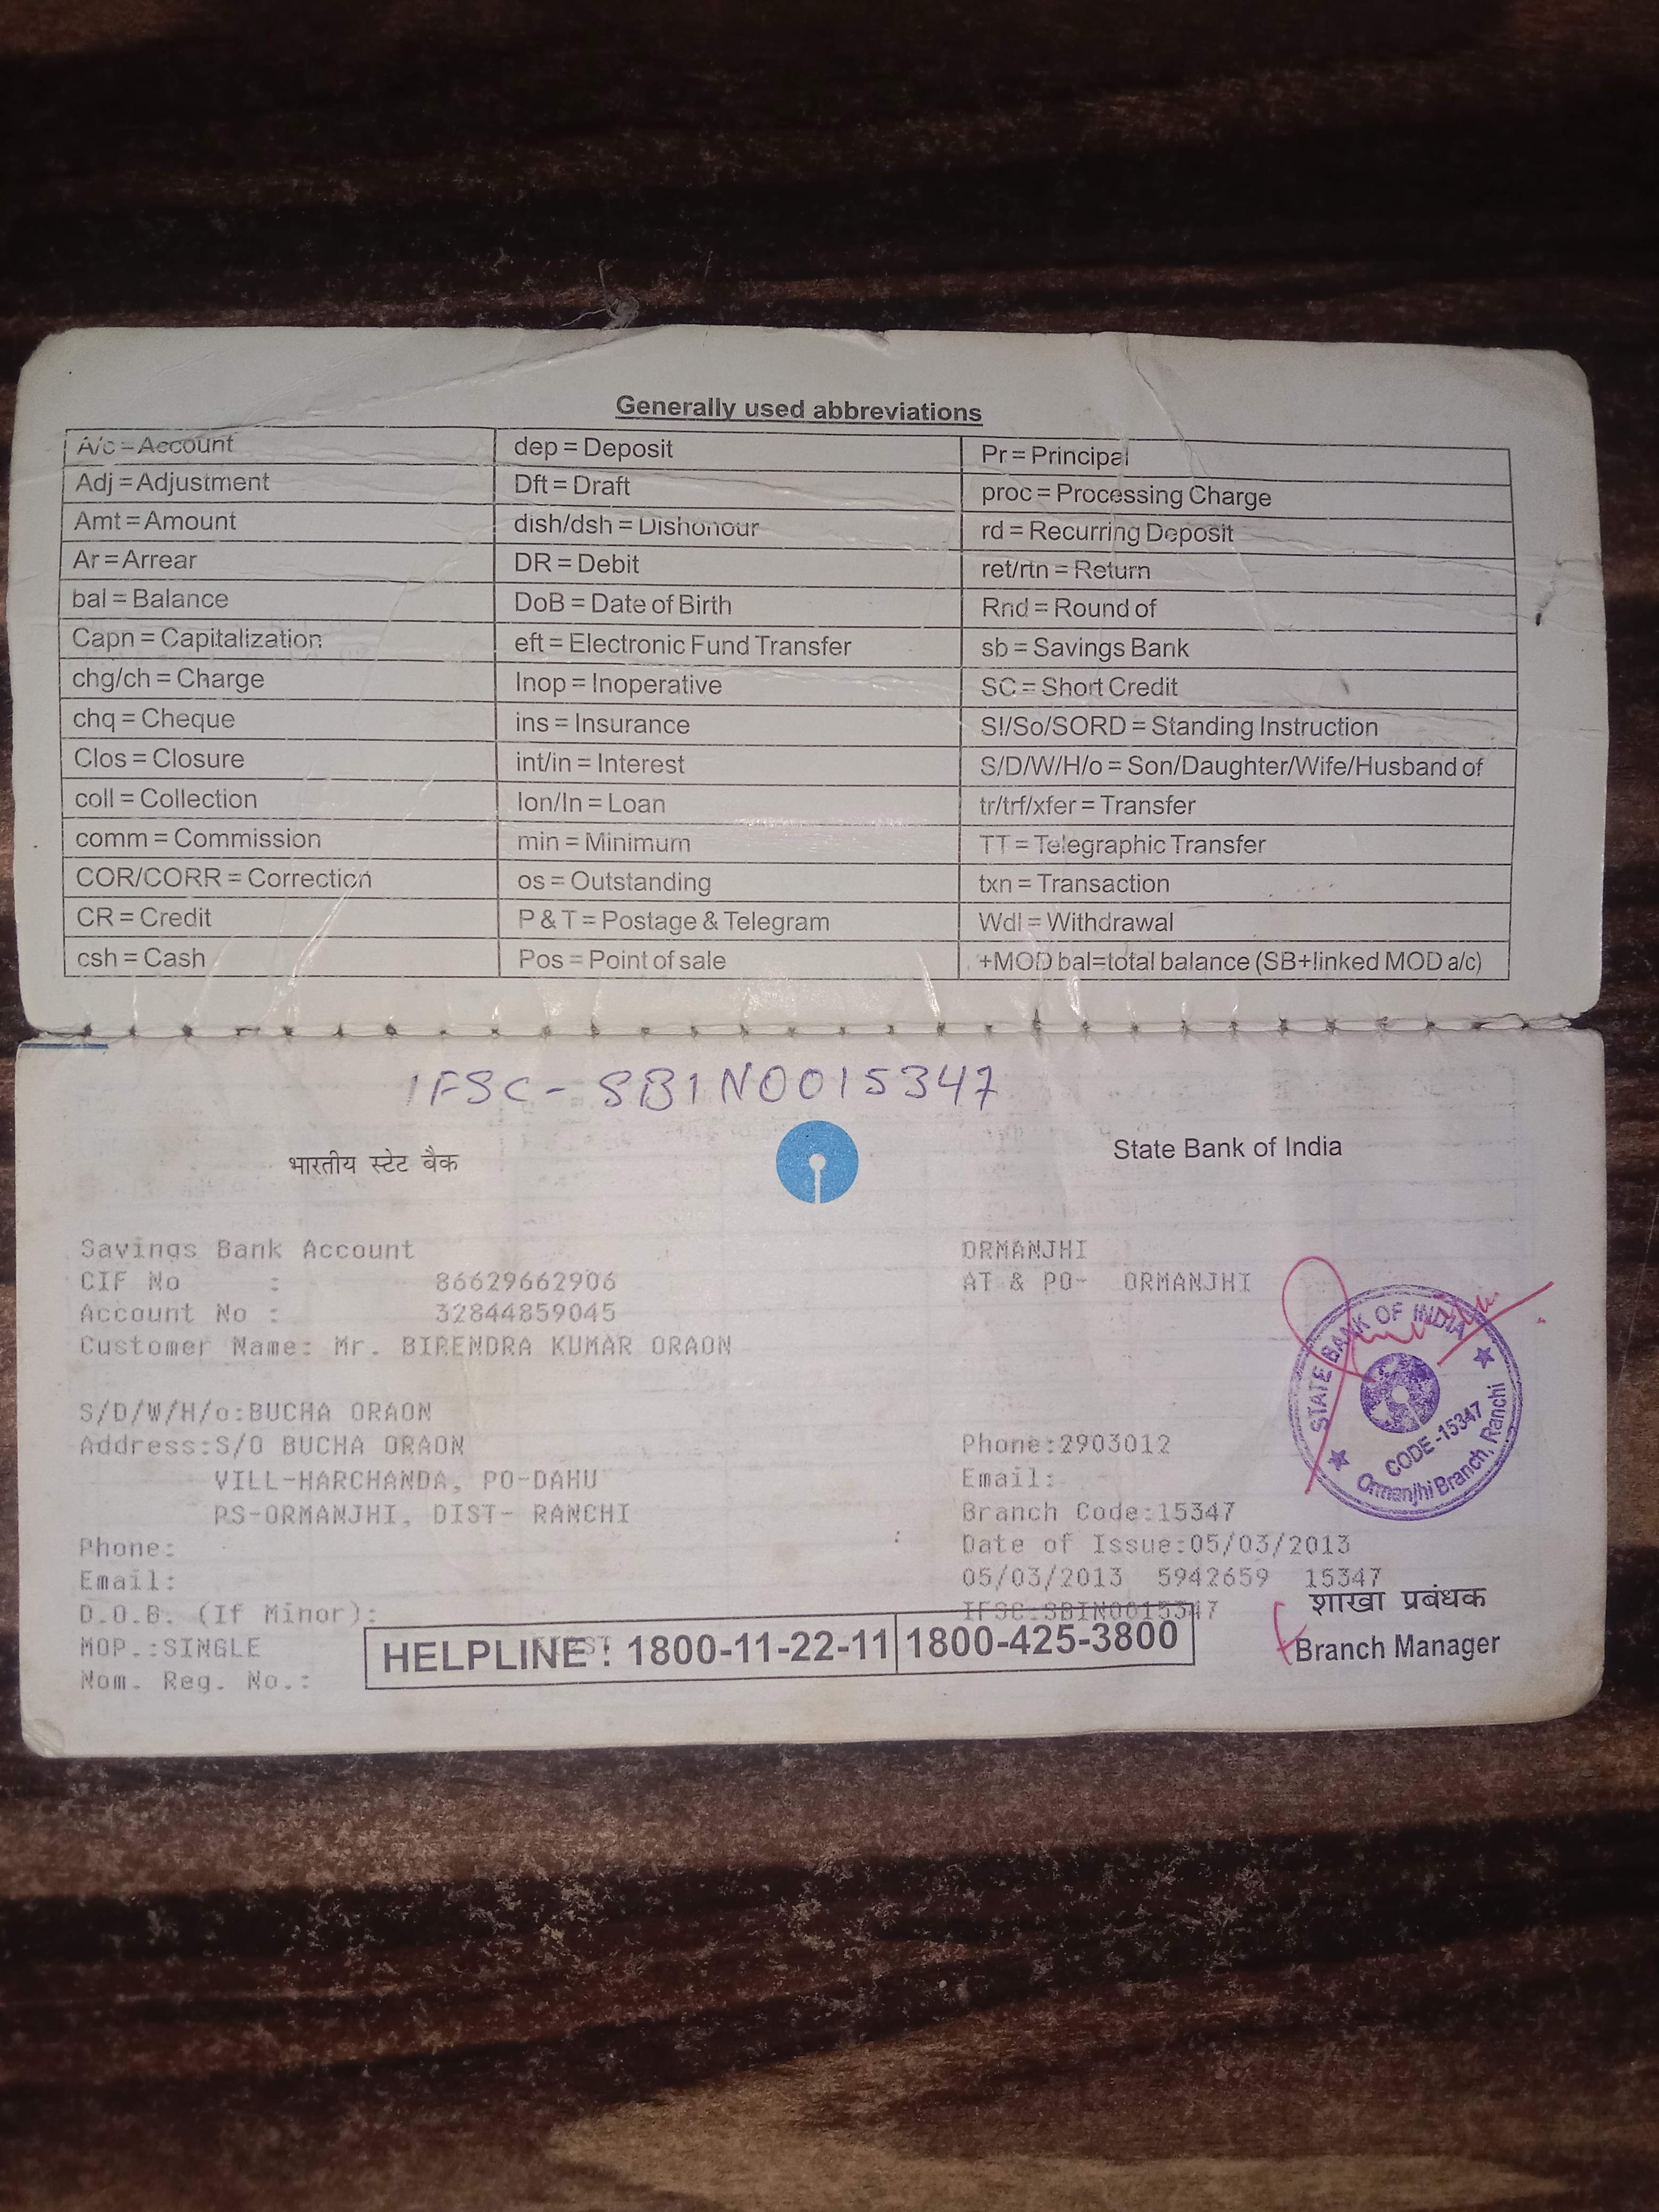 Generally used abbreviations
A/c = Account
dep = Deposit
Pr = Principal
Adj = Adjustment
Dft = Draft
proc = Processing Charge
Amt = Amount
dish/dsh = Dishonour
rd = Recurring Deposit
Ar = Arrear
DR = Debit
ret/rtn = Return
bal = Balance
DoB = Date of Birth
Rnd = Round of
Capn = Capitalization
eft = Electronic Fund Transfer
sb = Savings Bank
chg/ch = Charge
Inop = Inoperative
SC = Short Credit
chq = Cheque
ins = Insurance
SI/So/SORD = Standing Instruction
Clos = Closure
int/in = Interest
S/D/W/H/o = Son/Daughter/Wife/Husband of
coll = Collection
lon/ln = Loan
tr/trf/xfer = Transfer
comm = Commission
min = Minimum
TT = Telegraphic Transfer
COR/CORR = Correction
os = Outstanding
txn = Transaction
CR = Credit
P & T = Postage & Telegram
Wdl = Withdrawal
csh = Cash
Pos = Point of sale
+MOD bal=total balance (SB+linked MOD a/c)
IFSC - SBIN0015347
भारतीय स्टेट बैंक
State Bank of India
Savings Bank Account
CIF No : 86629662906
Account No : 32844859045
Customer Name: Mr. BIRENDRA KUMAR ORAON
S/D/W/H/o:BUCHA ORAON
Address:S/O BUCHA ORAON
VILL-HARCHANDA, PO-DAHU
PS-ORMANJHI, DIST- RANCHI
Phone:
Email:
D.O.B. (If Minor):
MOP.:SINGLE
Nom. Reg. No.:
ORMANJHI
AT & PO- ORMANJHI
Phone:2903012
Email:
Branch Code:15347
Date of Issue:05/03/2013
05/03/2013 5942659 15347
IFSC:SBIN0015347
STATE BANK OF INDIA
CODE-15347
Ormanjhi Branch, Ranchi
शाखा प्रबंधक
Branch Manager
HELPLINE : 1800-11-22-11 1800-425-3800